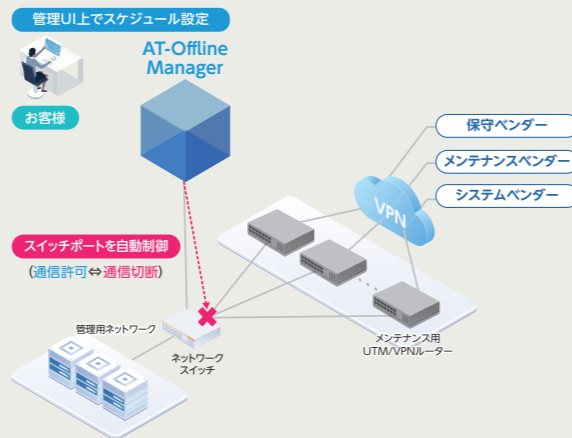 管理UI上でスケジュール設定
AT-Offline
Manager
お客様
保守ベンダー
メンテナンスベンダー
システムベンダー
VPN
スイッチポートを自動制御
(通信許可⇔通信切断)
管理用ネットワーク
ネットワーク
スイッチ
メンテナンス用
UTM/VPNルーター